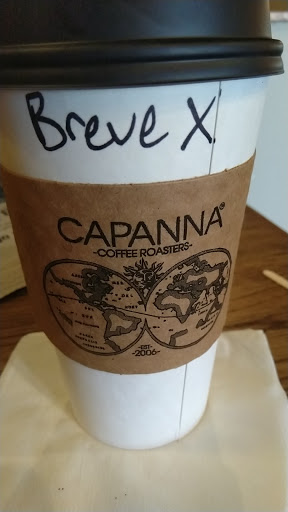 Breve X
CAPANNA®
-COFFEE ROASTERS-
-EST-
-2006-